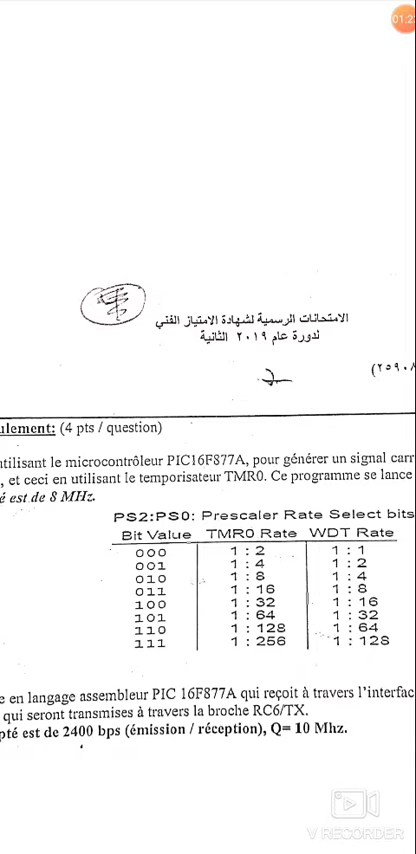 01:2
الامتحانات الرسمية لشهادة الامتياز الفني
لدورة عام ٢٠١٩ الثانية
ulement: (4 pts / question)
utilisant le microcontrôleur PIC16F877A, pour générer un signal carr
, et ceci en utilisant le temporisateur TMR0. Ce programme se lance
é est de 8 MHz.
PS2:PS0: Prescaler Rate Select bits
Bit Value TMR0 Rate WDT Rate
000 1 : 2 1 : 1
001 1 : 4 1 : 2
010 1 : 8 1 : 4
011 1 : 16 1 : 8
100 1 : 32 1 : 16
101 1 : 64 1 : 32
110 1 : 128 1 : 64
111 1 : 256 1 : 128
e en langage assembleur PIC 16F877A qui reçoit à travers l'interfac
qui seront transmises à travers la broche RC6/TX.
pté est de 2400 bps (émission / réception), Q= 10 Mhz.
V RECORDER